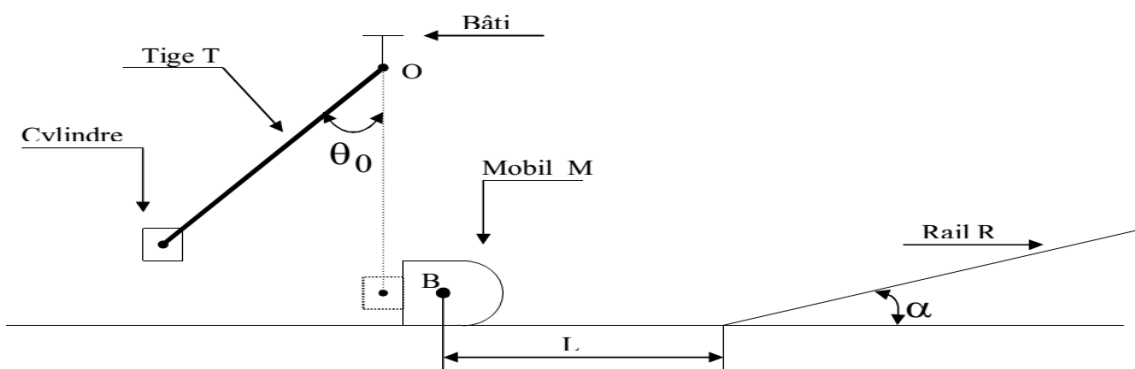 Bâti
Tige T
O
Cylindre
θ0
Mobil M
B
Rail R
α
L